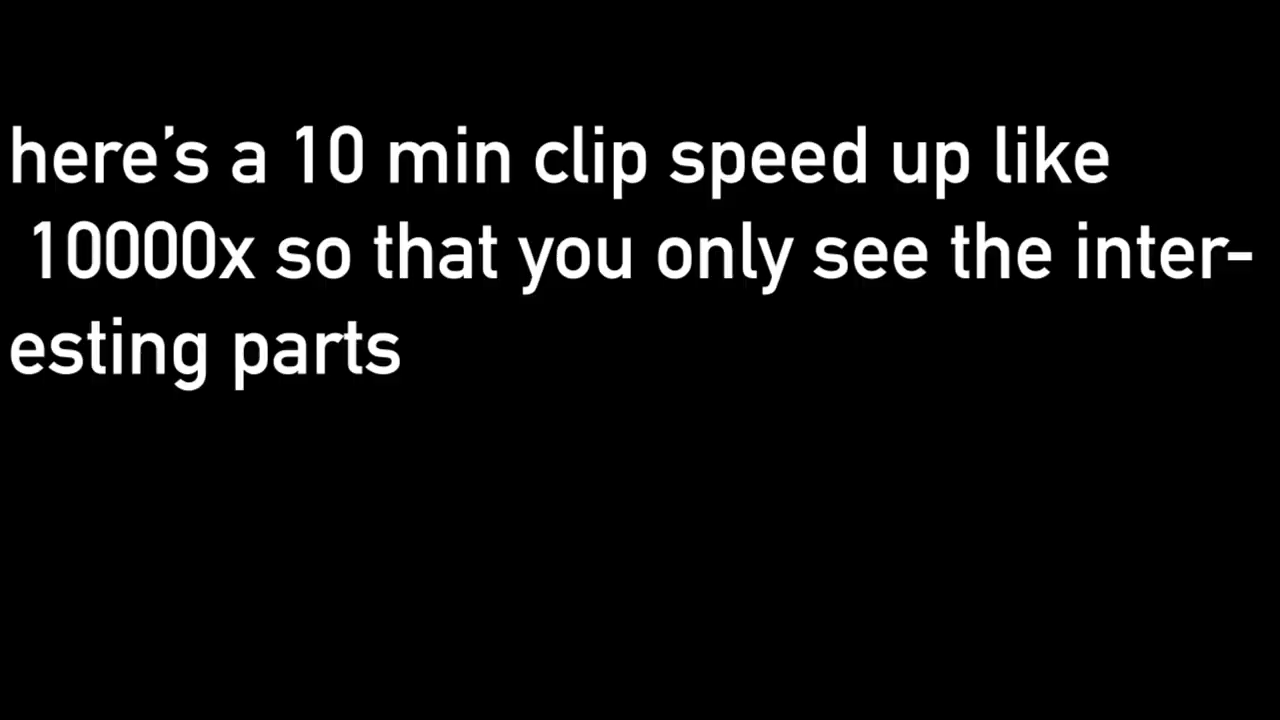 here’s a 10 min clip speed up like
10000x so that you only see the inter-
esting parts